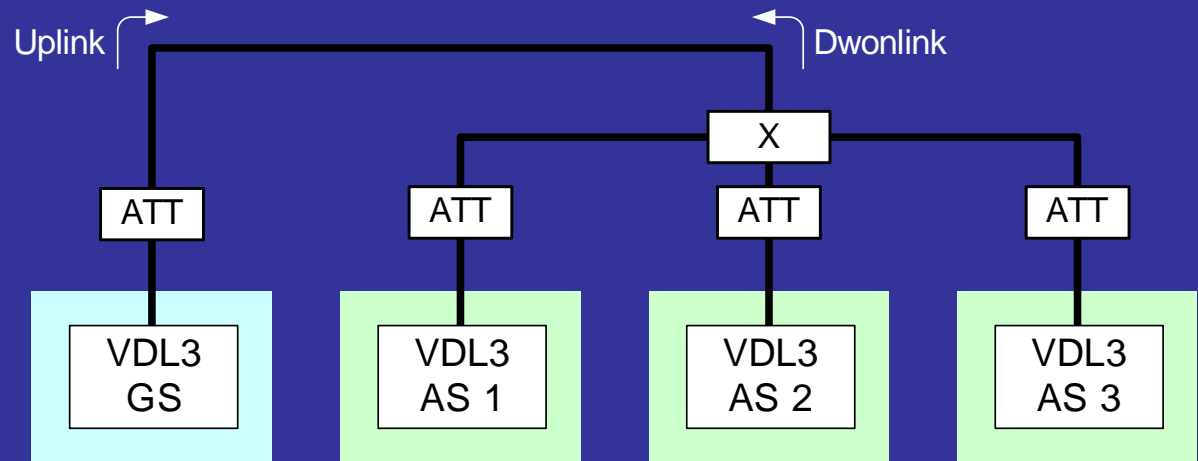 Uplink
Dwonlink
X
ATT
ATT
ATT
ATT
VDL3
GS
VDL3
AS 1
VDL3
AS 2
VDL3
AS 3